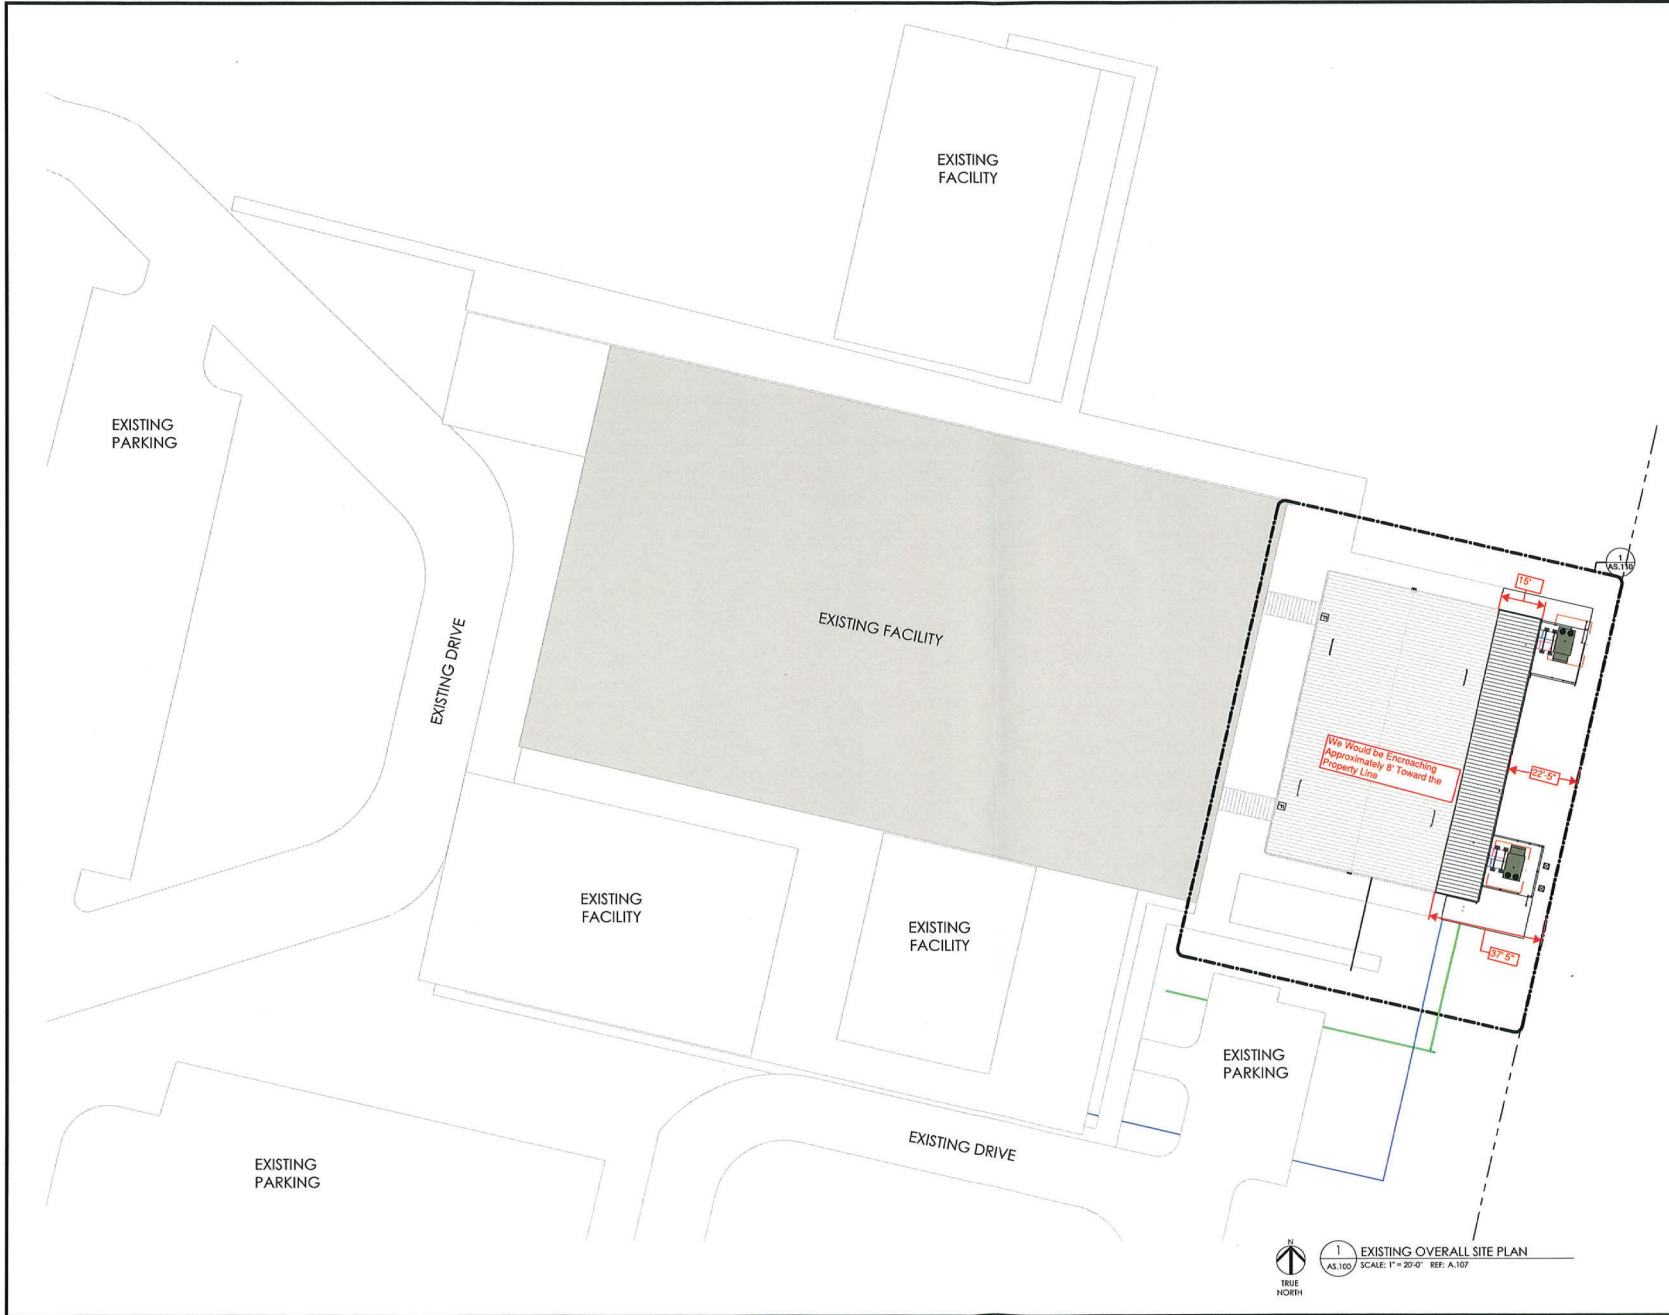 EXISTING
FACILITY
EXISTING
PARKING
EXISTING DRIVE
EXISTING FACILITY
1
AS.110
15'
We Would be Encroaching
Approximately 8' Toward the
Property Line
22'-5"
37' 5"
EXISTING
FACILITY
EXISTING
FACILITY
EXISTING
PARKING
EXISTING DRIVE
EXISTING
PARKING
N
TRUE
NORTH
1
AS.100
EXISTING OVERALL SITE PLAN
SCALE: 1" = 20'-0" REF: A.107